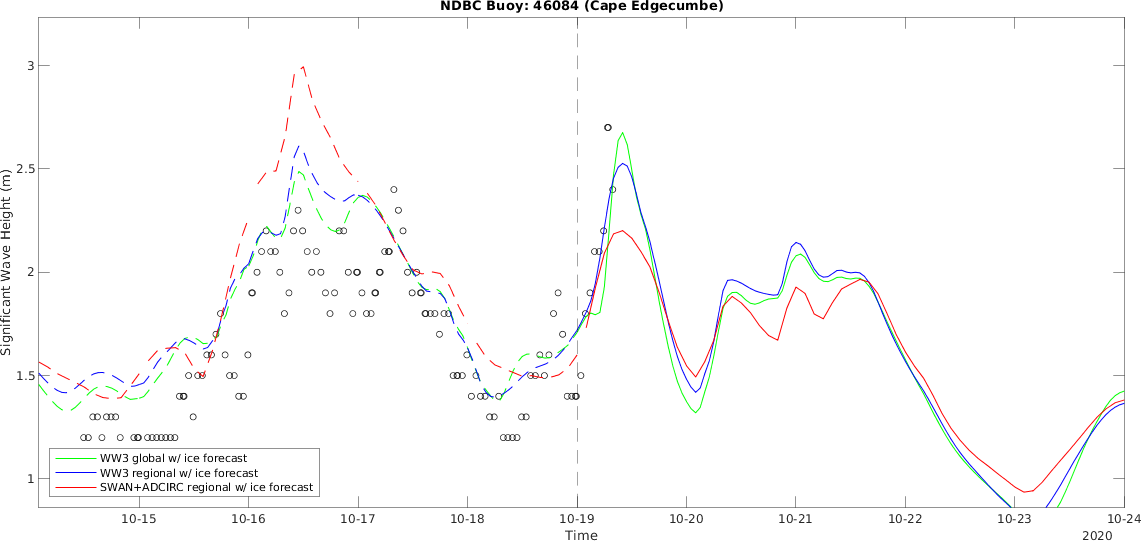 NDBC Buoy: 46084 (Cape Edgecumbe)
Significant Wave Height (m)
3
2.5
2
1.5
1
WW3 global w/ ice forecast
WW3 regional w/ ice forecast
SWAN+ADCIRC regional w/ ice forecast
10-15 10-16 10-17 10-18 10-19 10-20 10-21 10-22 10-23 10-24
Time
2020